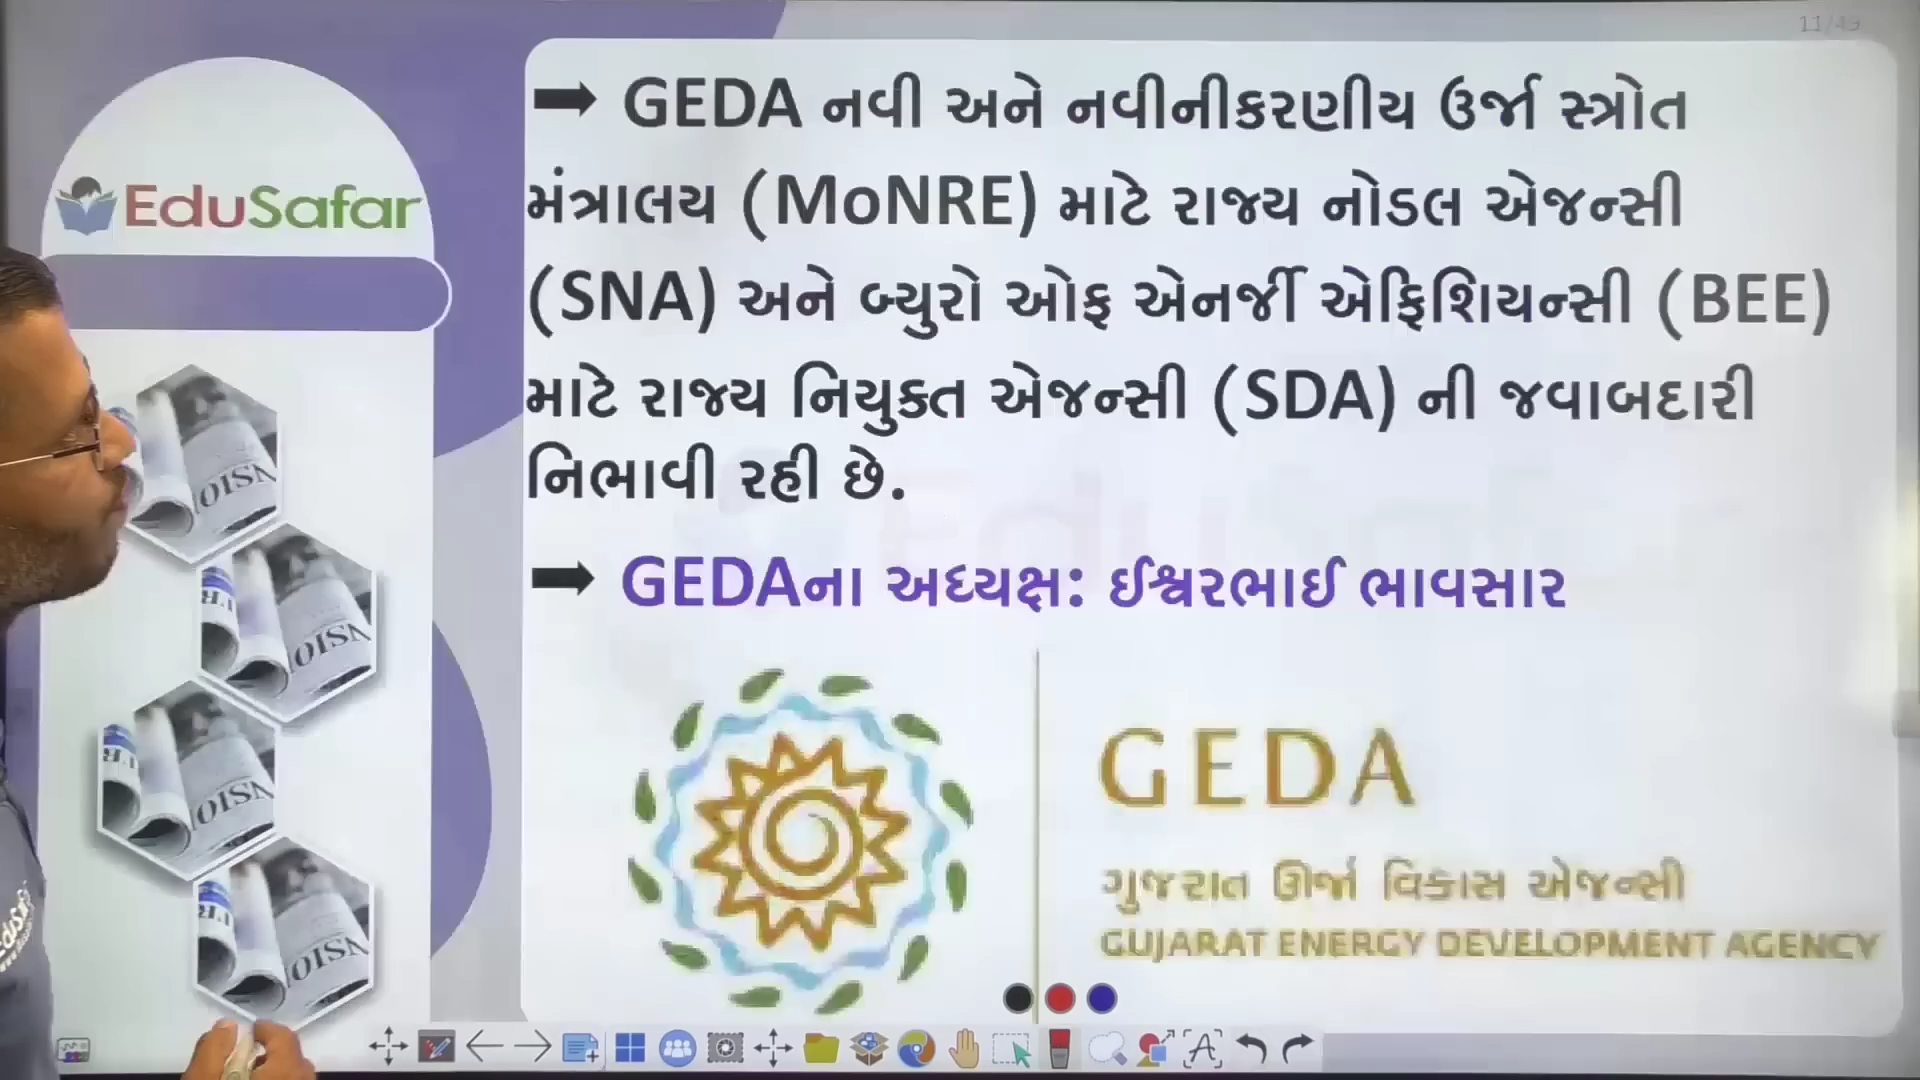 11/49
➡ GEDA નવી અને નવીનીકરણીય ઉર્જા સ્ત્રોત
મંત્રાલય (MoNRE) માટે રાજ્ય નોડલ એજન્સી
(SNA) અને બ્યુરો ઓફ એનર્જી એફિશિયન્સી (BEE)
માટે રાજ્ય નિયુક્ત એજન્સી (SDA) ની જવાબદારી
નિભાવી રહી છે.
➡ GEDAના અધ્યક્ષ: ઈશ્વરભાઈ ભાવસાર
EduSafar
GEDA
ગુજરાત ઊર્જા વિકાસ એજન્સી
GUJARAT ENERGY DEVELOPMENT AGENCY